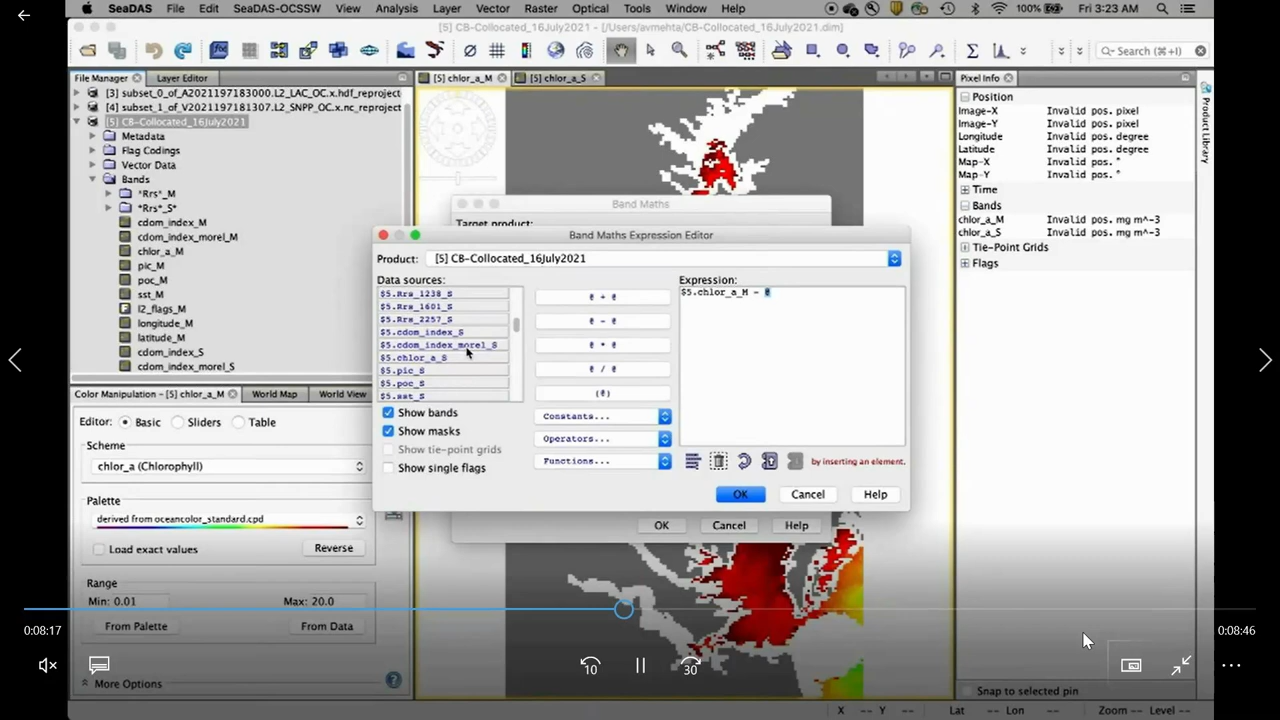 SeaDAS File Edit SeaDAS-OCSSW View Analysis Layer Vector Raster Optical Tools Window Help 100% Fri 3:23 AM
[5] CB-Collocated_16July2021 - [/Users/avmehta/CB-Collocated_16July2021.dim]
Search (⌘+I)
File Manager Layer Editor
[5] chlor_a_M [5] chlor_a_S
Pixel Info
[3] subset_0_of_A2021197183000.L2_LAC_OC.x.hdf_reproject
[4] subset_1_of_V2021197181307.L2_SNPP_OC.x.nc_reproject
[5] CB-Collocated_16July2021
Metadata
Flag Codings
Vector Data
Bands
*Rrs*_M
*Rrs*_S*
cdom_index_M
cdom_index_morel_M
chlor_a_M
pic_M
poc_M
sst_M
l2_flags_M
longitude_M
latitude_M
cdom_index_S
cdom_index_morel_S
Position
Image-X Invalid pos. pixel
Image-Y Invalid pos. pixel
Longitude Invalid pos. degree
Latitude Invalid pos. degree
Map-X Invalid pos. °
Map-Y Invalid pos. °
Time
Bands
chlor_a_M Invalid pos. mg m^-3
chlor_a_S Invalid pos. mg m^-3
Tie-Point Grids
Flags
Product Library
Band Maths
Target product:
Band Maths Expression Editor
Product: [5] CB-Collocated_16July2021
Data sources:
Expression:
$5.Rrs_1238_S
$5.Rrs_1601_S
$5.Rrs_2257_S
$5.cdom_index_S
$5.cdom_index_morel_S
$5.chlor_a_S
$5.pic_S
$5.poc_S
$5.sst_S
@ + @
@ - @
@ * @
@ / @
(@)
Constants...
Operators...
Functions...
$5.chlor_a_M - @
Show bands
Show masks
Show tie-point grids
Show single flags
by inserting an element.
OK Cancel Help
OK Cancel Help
Color Manipulation - [5] chlor_a_M World Map World View
Editor: Basic Sliders Table
Scheme
chlor_a (Chlorophyll)
Palette
derived from oceancolor_standard.cpd
Load exact values Reverse
Range
Min: 0.01 Max: 20.0
From Palette From Data
More Options
0:08:17
0:08:46
10 30
Snap to selected pin
X -- Y -- Lat -- Lon -- Zoom -- Level --